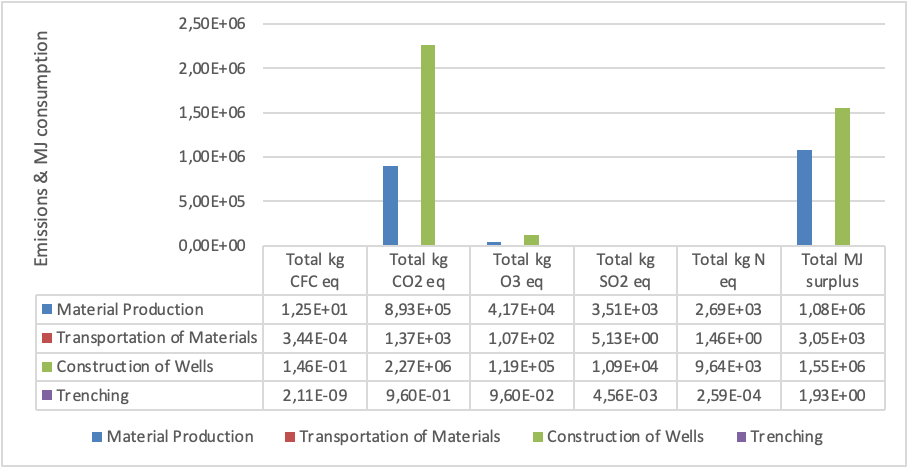 Emissions & MJ consumption
2,50E+06
2,00E+06
1,50E+06
1,00E+06
5,00E+05
0,00E+00
Total kg CFC eq Total kg CO2 eq Total kg O3 eq Total kg SO2 eq Total kg N eq Total MJ surplus
Material Production 1,25E+01 8,93E+05 4,17E+04 3,51E+03 2,69E+03 1,08E+06
Transportation of Materials 3,44E-04 1,37E+03 1,07E+02 5,13E+00 1,46E+00 3,05E+03
Construction of Wells 1,46E-01 2,27E+06 1,19E+05 1,09E+04 9,64E+03 1,55E+06
Trenching 2,11E-09 9,60E-01 9,60E-02 4,56E-03 2,59E-04 1,93E+00
Material Production Transportation of Materials Construction of Wells Trenching